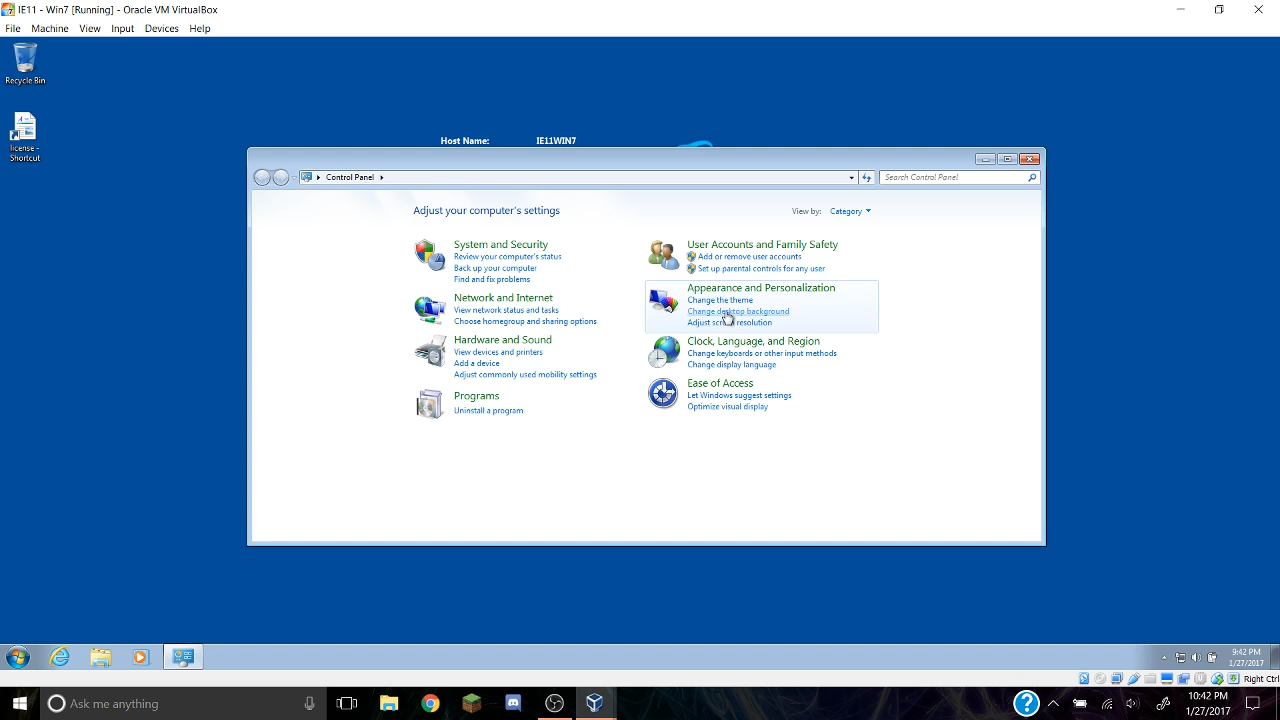 IE11 - Win7 [Running] - Oracle VM VirtualBox
File Machine View Input Devices Help
Recycle Bin
license -
Shortcut
Host Name: IE11WIN7
Control Panel
Search Control Panel
Adjust your computer's settings
View by: Category
System and Security
Review your computer's status
Back up your computer
Find and fix problems
Network and Internet
View network status and tasks
Choose homegroup and sharing options
Hardware and Sound
View devices and printers
Add a device
Adjust commonly used mobility settings
Programs
Uninstall a program
User Accounts and Family Safety
Add or remove user accounts
Set up parental controls for any user
Appearance and Personalization
Change the theme
Change desktop background
Adjust screen resolution
Clock, Language, and Region
Change keyboards or other input methods
Change display language
Ease of Access
Let Windows suggest settings
Optimize visual display
9:42 PM
1/27/2017
Right Ctrl
Ask me anything
10:42 PM
1/27/2017